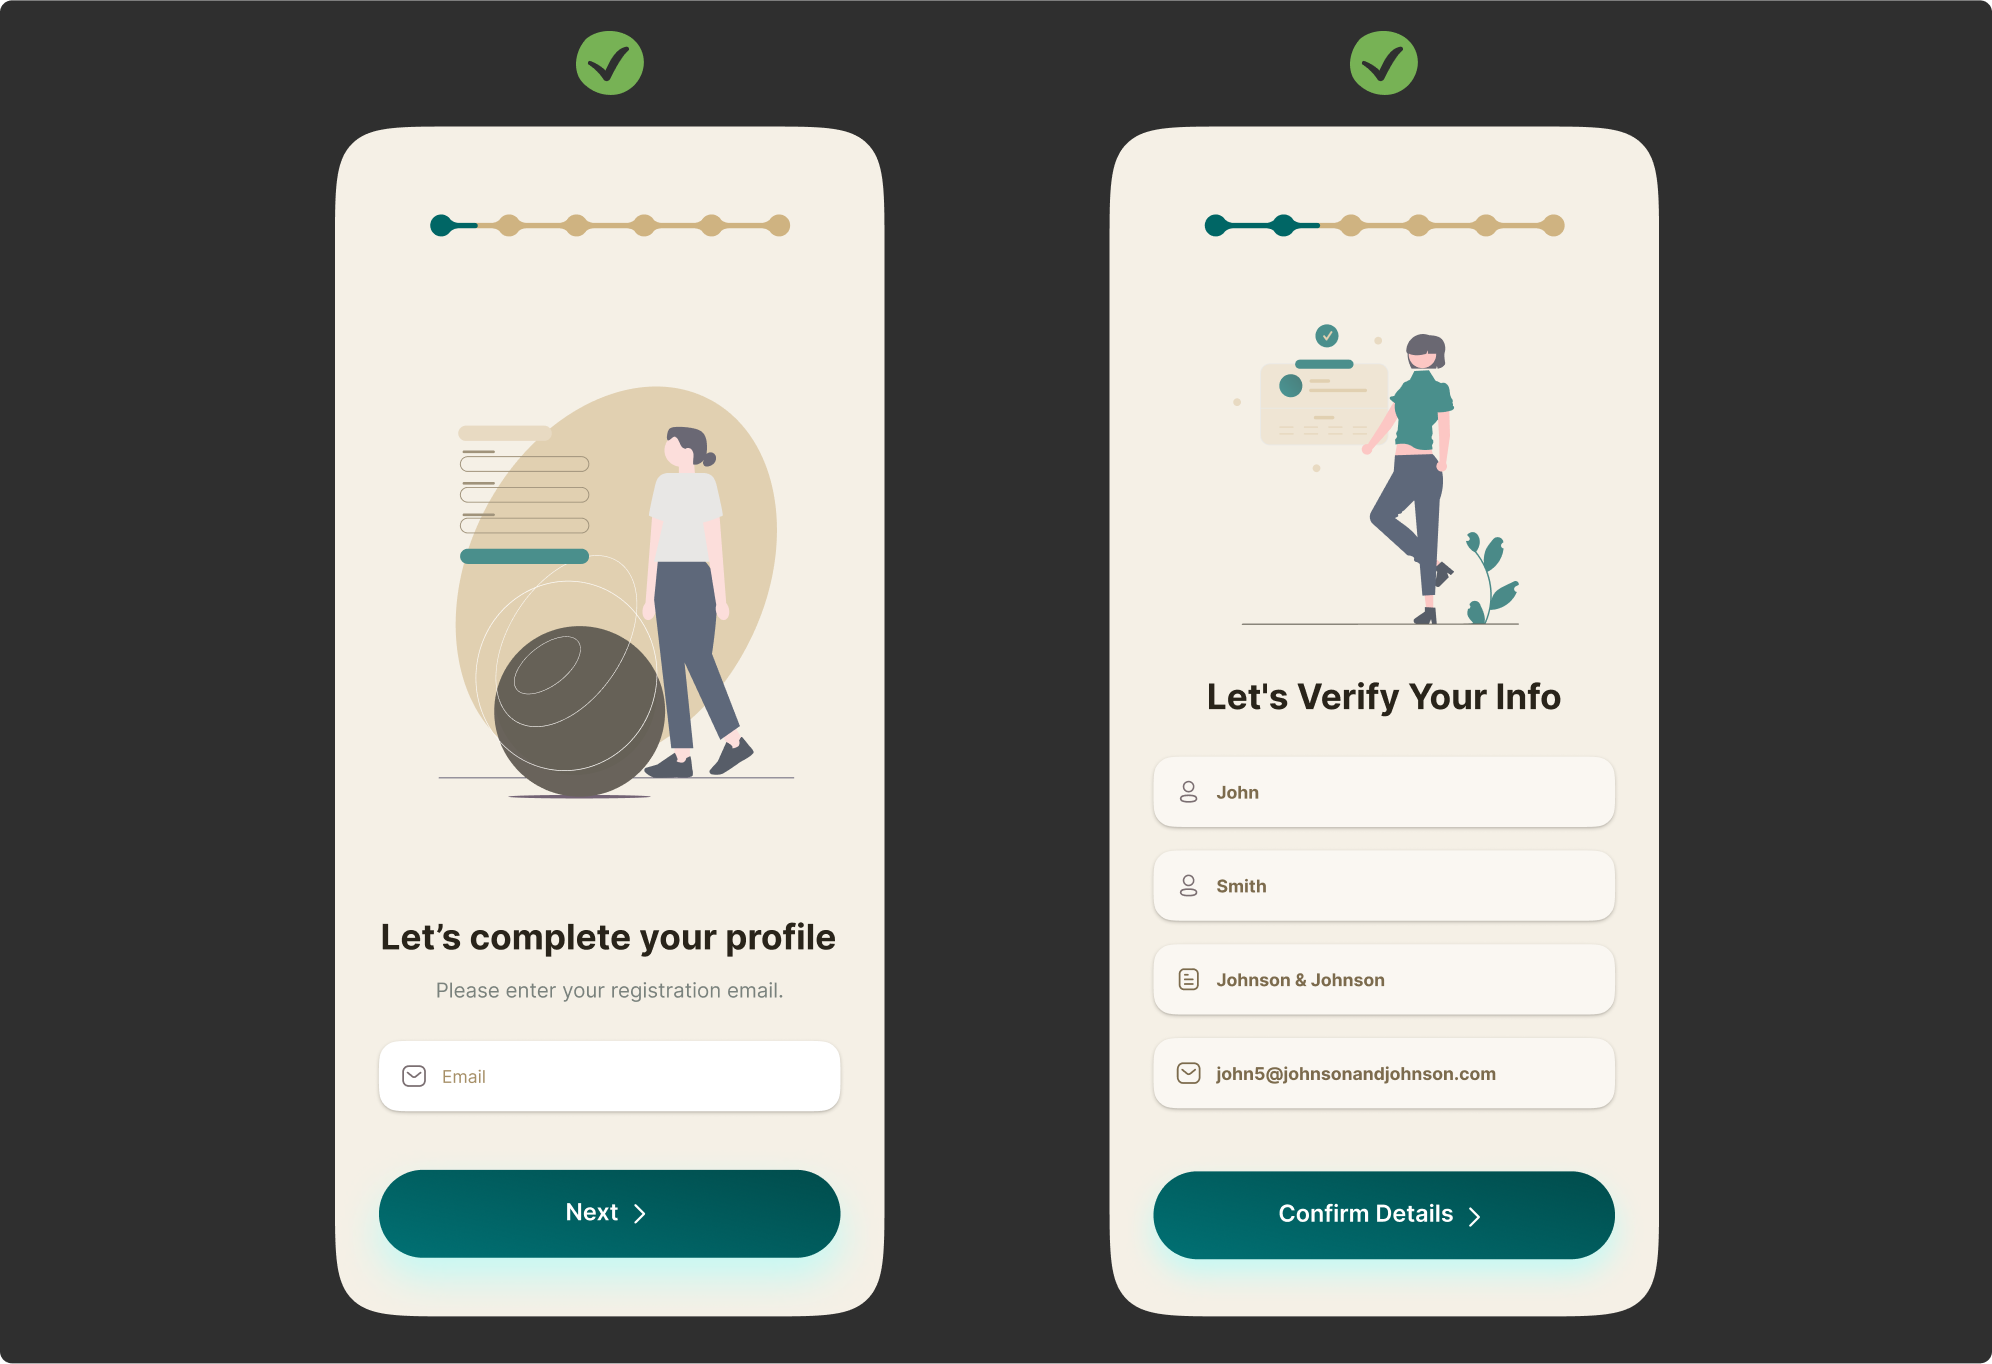 Let’s complete your profile
Please enter your registration email.
Email
Next
Let's Verify Your Info
John
Smith
Johnson & Johnson
john5@johnsonandjohnson.com
Confirm Details